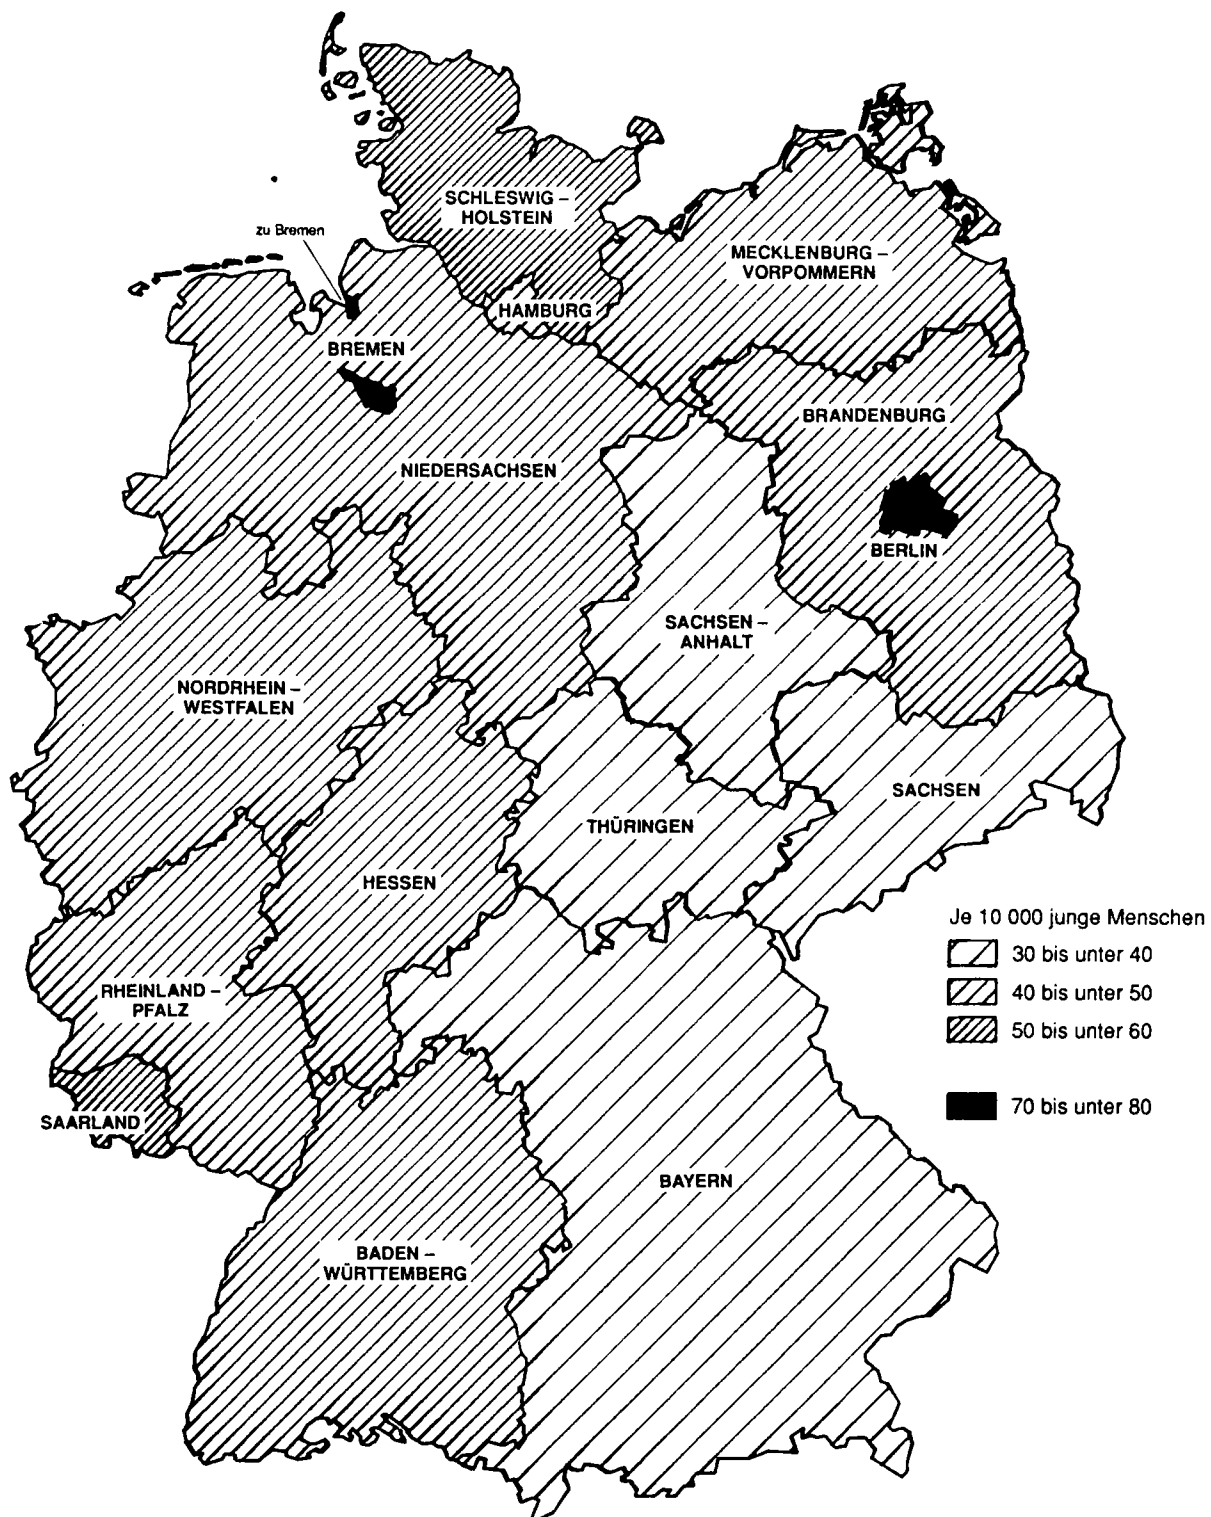 SCHLESWIG –
HOLSTEIN
zu Bremen
MECKLENBURG –
VORPOMMERN
HAMBURG
BREMEN
BRANDENBURG
NIEDERSACHSEN
BERLIN
SACHSEN –
ANHALT
NORDRHEIN –
WESTFALEN
SACHSEN
THÜRINGEN
HESSEN
RHEINLAND –
PFALZ
SAARLAND
BAYERN
BADEN –
WÜRTTEMBERG
Je 10 000 junge Menschen
30 bis unter 40
40 bis unter 50
50 bis unter 60
70 bis unter 80